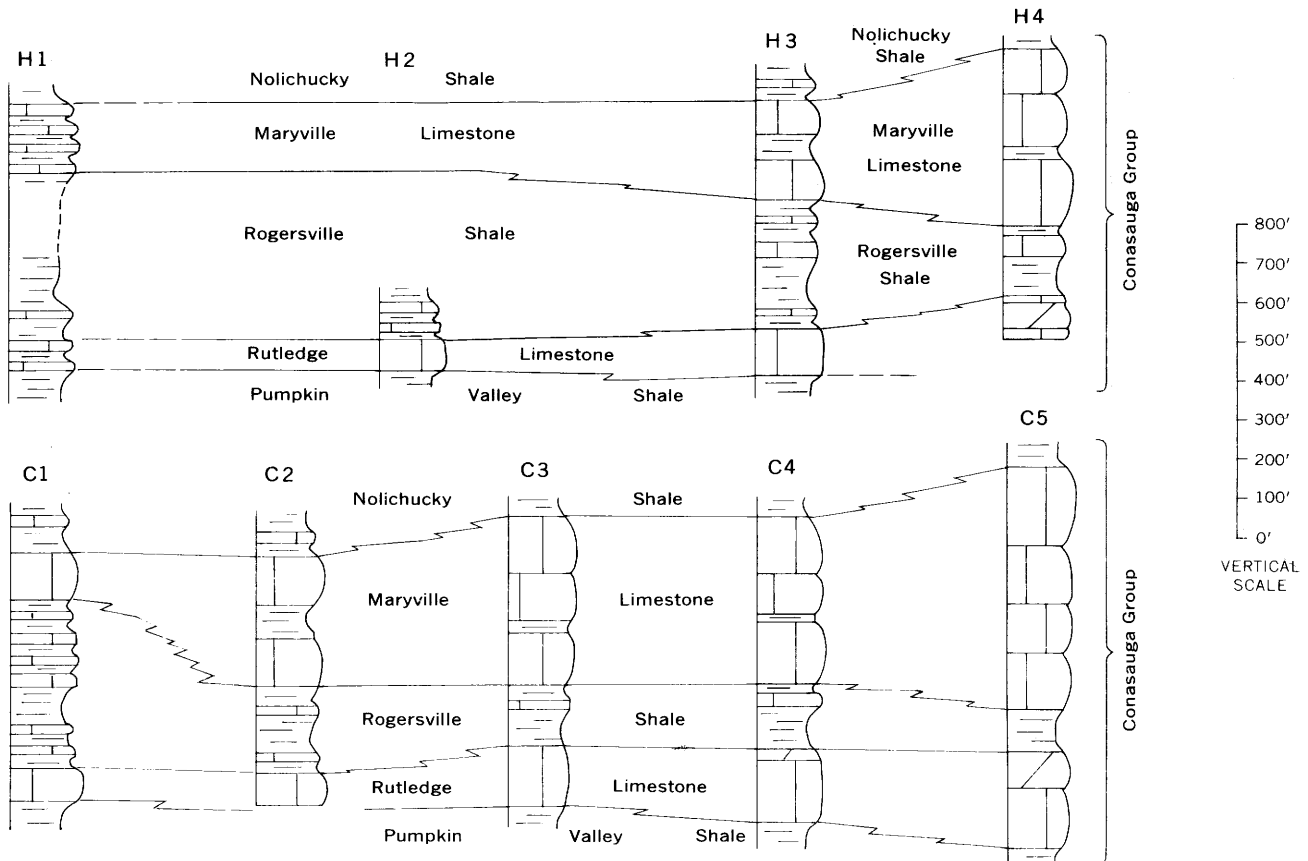 H1
H2
H3
H4
Nolichucky Shale
Nolichucky
Shale
Maryville Limestone
Maryville
Limestone
Rogersville Shale
Rogersville
Shale
Rutledge Limestone
Pumpkin Valley Shale
Conasauga Group
800'
700'
600'
500'
400'
300'
200'
100'
0'
VERTICAL
SCALE
C1
C2
C3
C4
C5
Nolichucky Shale
Maryville Limestone
Rogersville Shale
Rutledge Limestone
Pumpkin Valley Shale
Conasauga Group